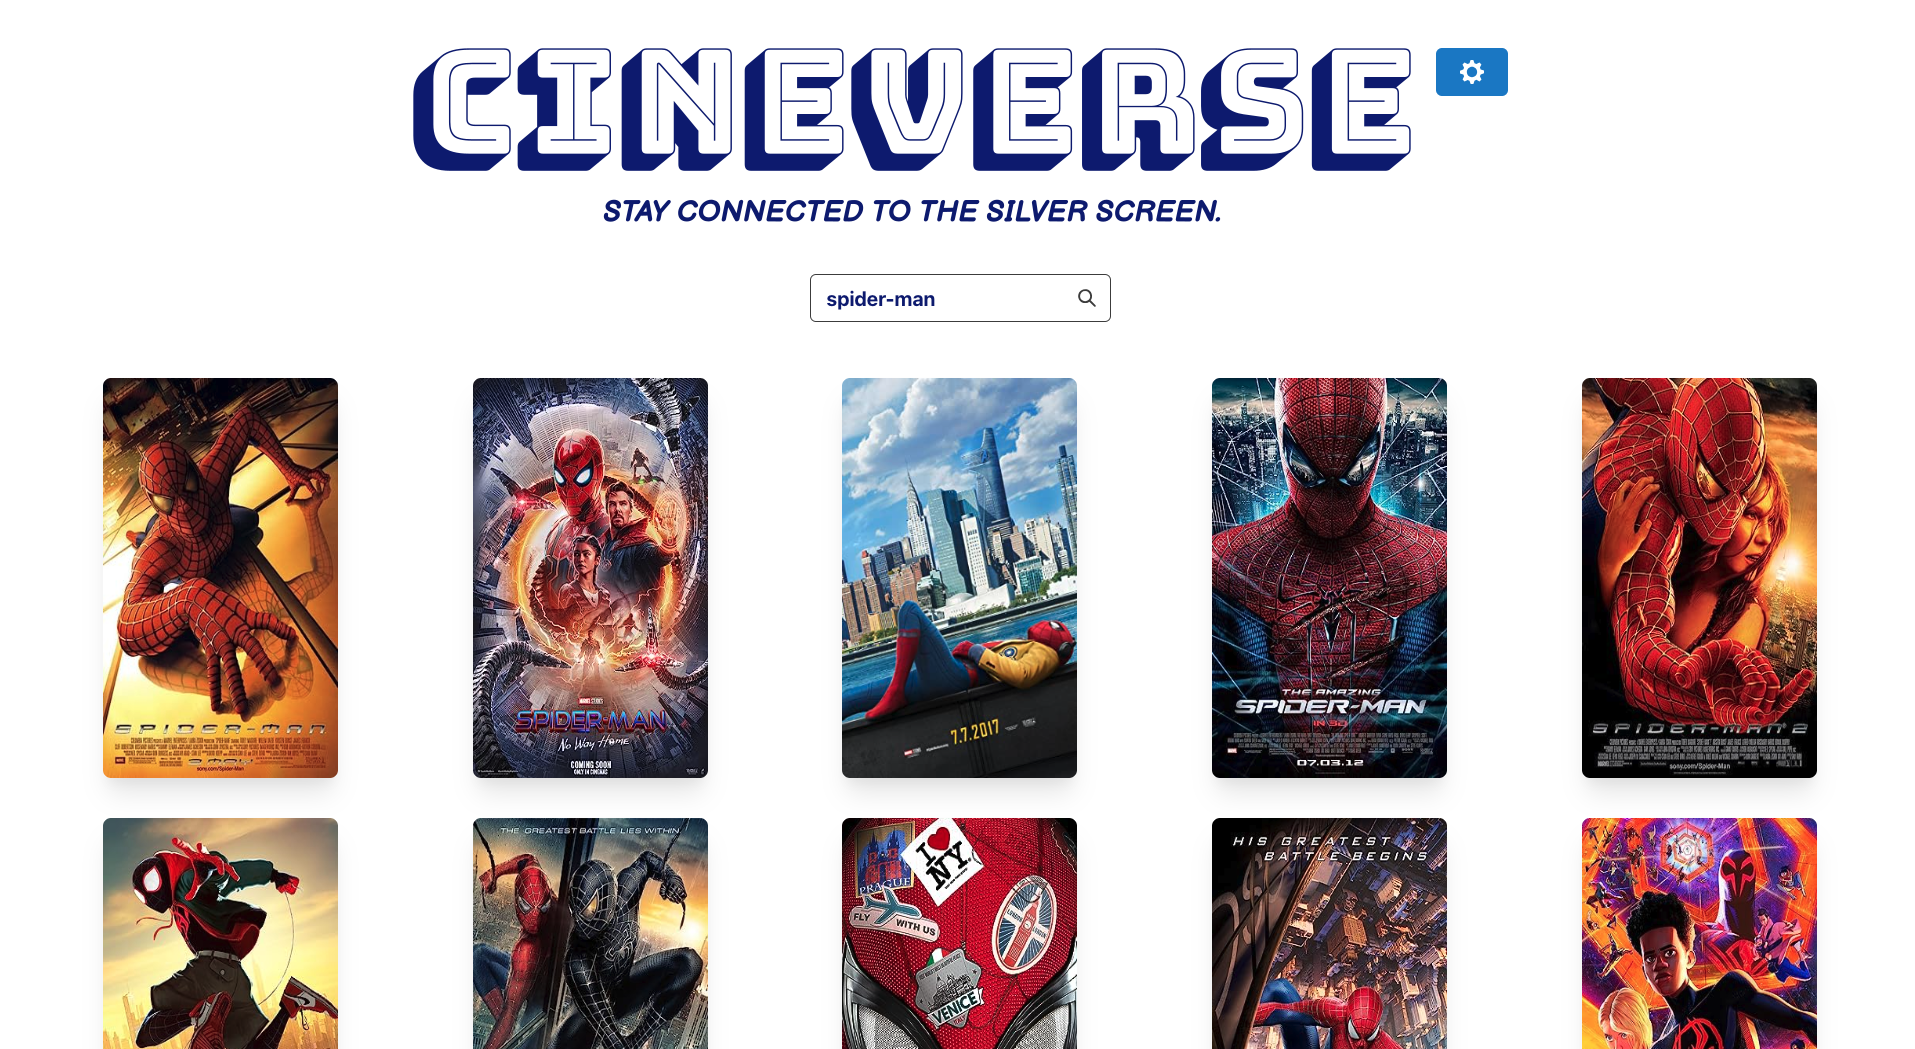 CINEVERSE
STAY CONNECTED TO THE SILVER SCREEN.
spider-man
SPIDER-MAN
sony.com/Spider-Man
MARVEL STUDIOS
SPIDER-MAN
No Way Home
COMING SOON
ONLY IN CINEMAS
7.7.2017
THE AMAZING
SPIDER-MAN
IN 3D
07.03.12
SPIDER-MAN 2
sony.com/Spider-Man
THE GREATEST BATTLE LIES WITHIN
PRAGUE
I
NY
FLY WITH US
VENICE
HIS GREATEST
BATTLE BEGINS